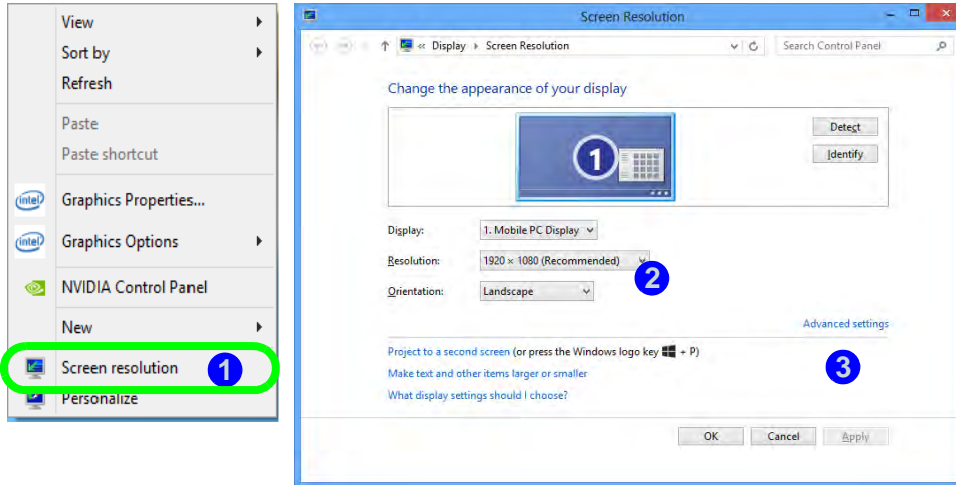 View
Sort by
Refresh
Paste
Paste shortcut
intel
Graphics Properties...
intel
Graphics Options
NVIDIA Control Panel
New
Screen resolution 1
Personalize
Screen Resolution
« Display Screen Resolution
Search Control Panel
Change the appearance of your display
1
Detect
Identify
Display: 1. Mobile PC Display
Resolution: 1920 × 1080 (Recommended)
2
Orientation: Landscape
Advanced settings
Project to a second screen (or press the Windows logo key + P)
3
Make text and other items larger or smaller
What display settings should I choose?
OK Cancel Apply